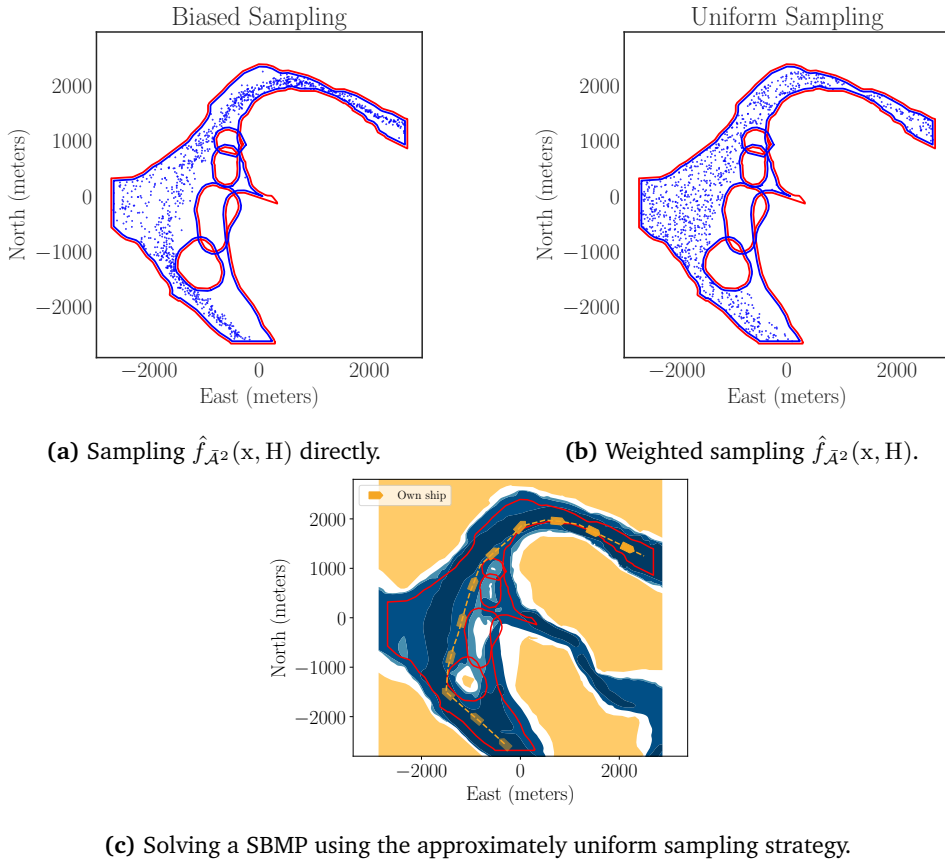 Biased Sampling
2000
1000
0
−1000
−2000
North (meters)
−2000 0 2000
East (meters)
Uniform Sampling
2000
1000
0
−1000
−2000
North (meters)
−2000 0 2000
East (meters)
(a) Sampling f̂_{Ā²}(x, H) directly.
(b) Weighted sampling f̂_{Ā²}(x, H).
Own ship
2000
1000
0
−1000
−2000
North (meters)
−2000 0 2000
East (meters)
(c) Solving a SBMP using the approximately uniform sampling strategy.